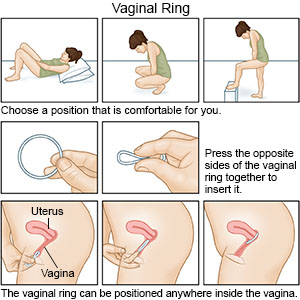 Vaginal Ring
Choose a position that is comfortable for you.
Press the opposite
sides of the vaginal
ring together to
insert it.
Uterus
Vagina
The vaginal ring can be positioned anywhere inside the vagina.